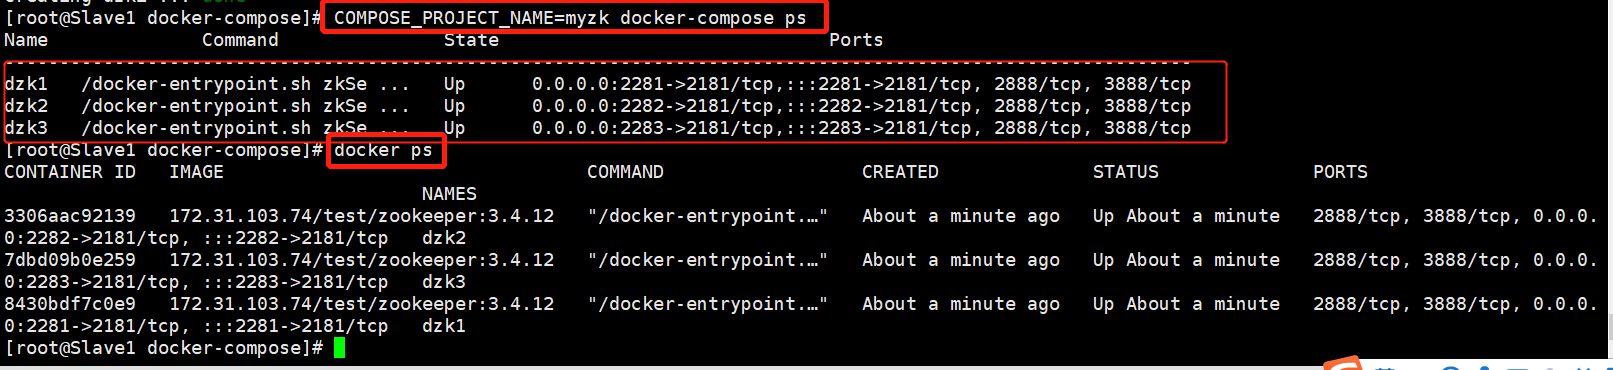 [root@Slave1 docker-compose]# COMPOSE_PROJECT_NAME=myzk docker-compose ps
Name              Command               State                                  Ports
-----------------------------------------------------------------------------------------------------------
dzk1   /docker-entrypoint.sh zkSe ...   Up      0.0.0.0:2281->2181/tcp,:::2281->2181/tcp, 2888/tcp, 3888/tcp
dzk2   /docker-entrypoint.sh zkSe ...   Up      0.0.0.0:2282->2181/tcp,:::2282->2181/tcp, 2888/tcp, 3888/tcp
dzk3   /docker-entrypoint.sh zkSe ...   Up      0.0.0.0:2283->2181/tcp,:::2283->2181/tcp, 2888/tcp, 3888/tcp
[root@Slave1 docker-compose]# docker ps
CONTAINER ID   IMAGE                                 COMMAND                  CREATED              STATUS              PORTS
                                      NAMES
3306aac92139   172.31.103.74/test/zookeeper:3.4.12   "/docker-entrypoint.…"   About a minute ago   Up About a minute   2888/tcp, 3888/tcp, 0.0.0.
0:2282->2181/tcp, :::2282->2181/tcp   dzk2
7dbd09b0e259   172.31.103.74/test/zookeeper:3.4.12   "/docker-entrypoint.…"   About a minute ago   Up About a minute   2888/tcp, 3888/tcp, 0.0.0.
0:2283->2181/tcp, :::2283->2181/tcp   dzk3
8430bdf7c0e9   172.31.103.74/test/zookeeper:3.4.12   "/docker-entrypoint.…"   About a minute ago   Up About a minute   2888/tcp, 3888/tcp, 0.0.0.
0:2281->2181/tcp, :::2281->2181/tcp   dzk1
[root@Slave1 docker-compose]#